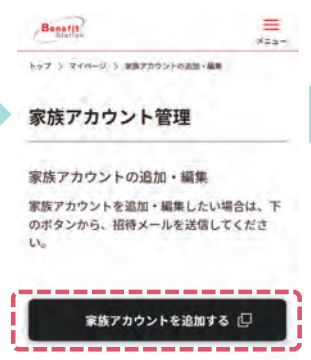 Benefit
Station
メニュー
トップ > マイページ > 家族アカウントの追加・編集
家族アカウント管理
家族アカウントの追加・編集
家族アカウントを追加・編集したい場合は、下
のボタンから、招待メールを送信してくださ
い。
家族アカウントを追加する